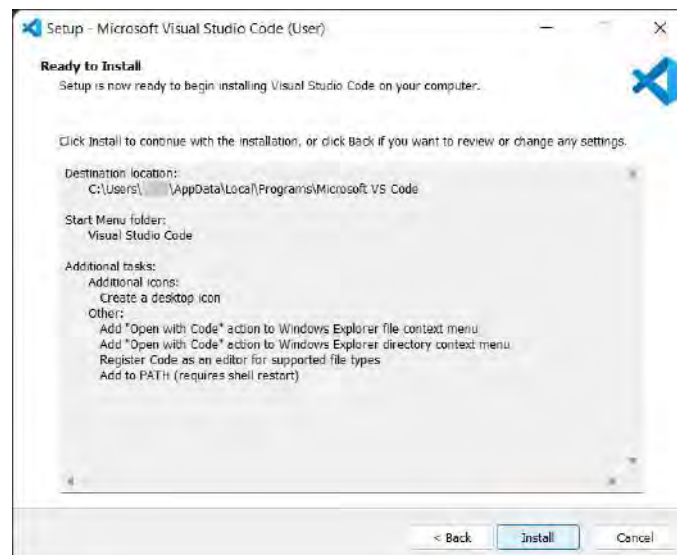 Setup - Microsoft Visual Studio Code (User)
Ready to Install
Setup is now ready to begin installing Visual Studio Code on your computer.
Click Install to continue with the installation, or click Back if you want to review or change any settings.
Destination location:
C:\Users\ \AppData\Local\Programs\Microsoft VS Code
Start Menu folder:
Visual Studio Code
Additional tasks:
Additional icons:
Create a desktop icon
Other:
Add "Open with Code" action to Windows Explorer file context menu
Add "Open with Code" action to Windows Explorer directory context menu
Register Code as an editor for supported file types
Add to PATH (requires shell restart)
< Back Install Cancel